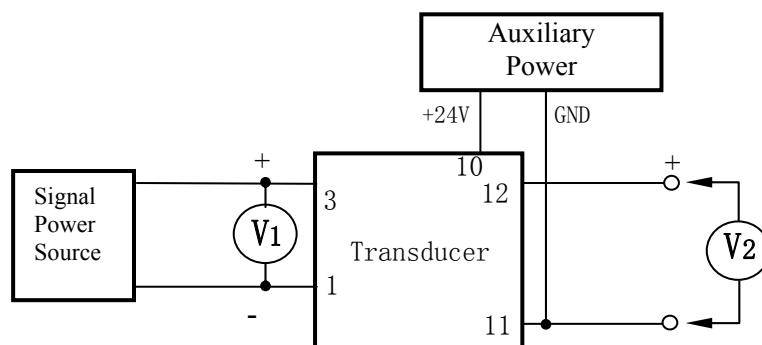 Auxiliary
Power
+24V
GND
+
10
12
+
Signal
Power
Source
3
V1
Transducer
V2
1
-
11